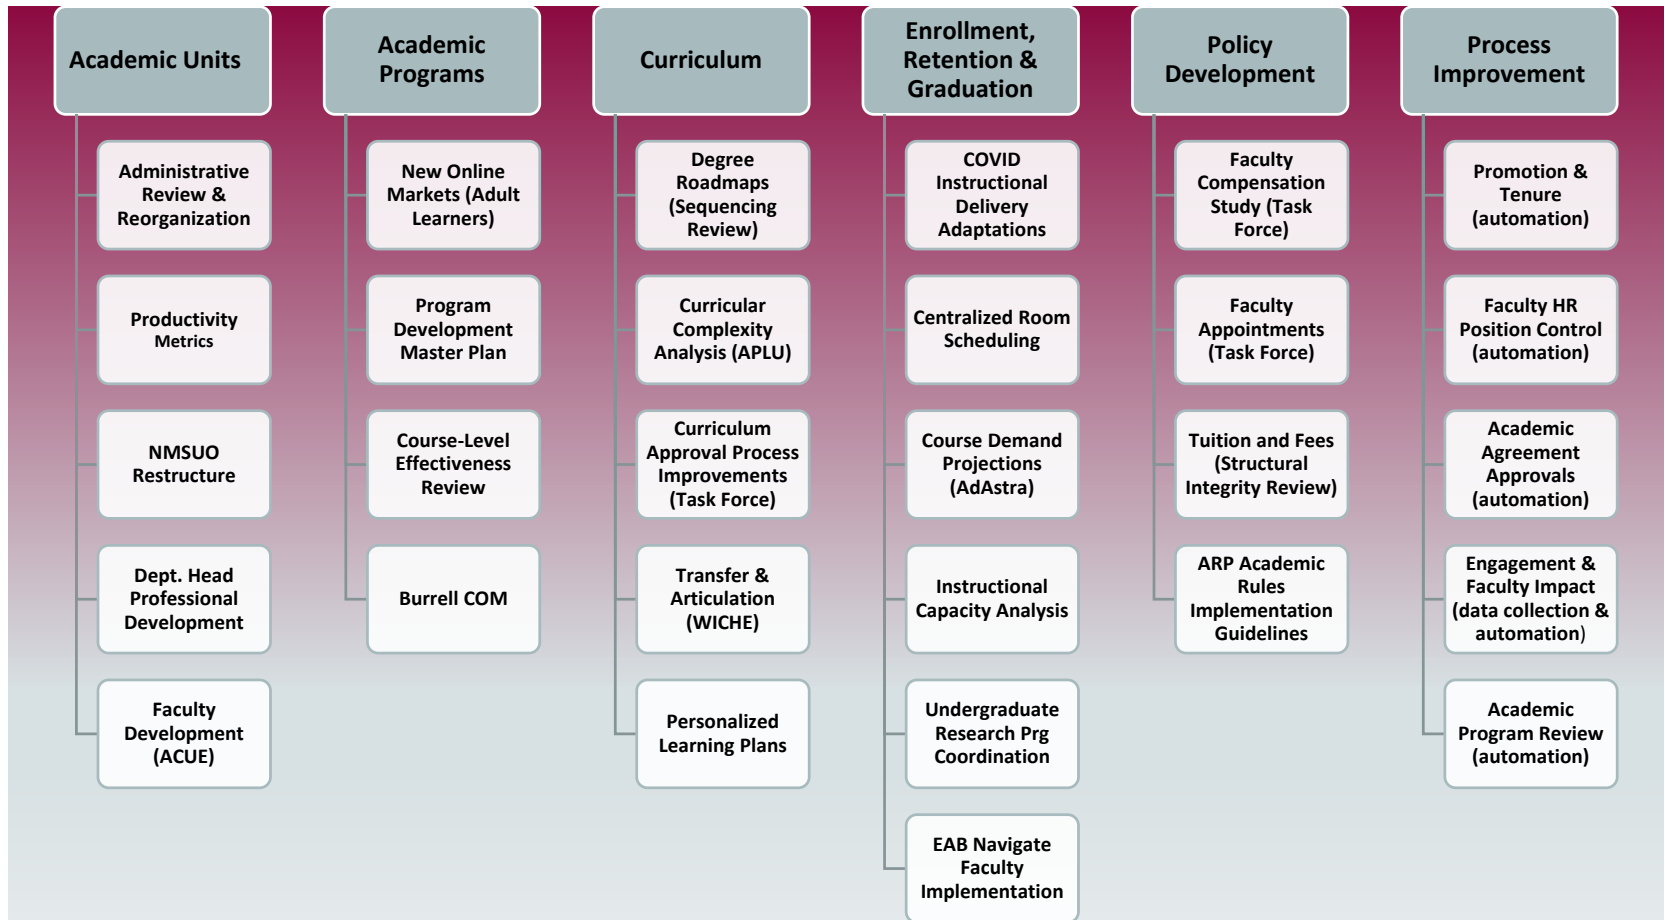 Academic Units
Administrative
Review &
Reorganization
Productivity
Metrics
NMSUO
Restructure
Dept. Head
Professional
Development
Faculty
Development
(ACUE)
Academic
Programs
New Online
Markets (Adult
Learners)
Program
Development
Master Plan
Course-Level
Effectiveness
Review
Burrell COM
Curriculum
Degree
Roadmaps
(Sequencing
Review)
Curricular
Complexity
Analysis (APLU)
Curriculum
Approval Process
Improvements
(Task Force)
Transfer &
Articulation
(WICHE)
Personalized
Learning Plans
Enrollment,
Retention &
Graduation
COVID
Instructional
Delivery
Adaptations
Centralized Room
Scheduling
Course Demand
Projections
(AdAstra)
Instructional
Capacity Analysis
Undergraduate
Research Prg
Coordination
EAB Navigate
Faculty
Implementation
Policy
Development
Faculty
Compensation
Study (Task
Force)
Faculty
Appointments
(Task Force)
Tuition and Fees
(Structural
Integrity Review)
ARP Academic
Rules
Implementation
Guidelines
Process
Improvement
Promotion &
Tenure
(automation)
Faculty HR
Position Control
(automation)
Academic
Agreement
Approvals
(automation)
Engagement &
Faculty Impact
(data collection &
automation)
Academic
Program Review
(automation)